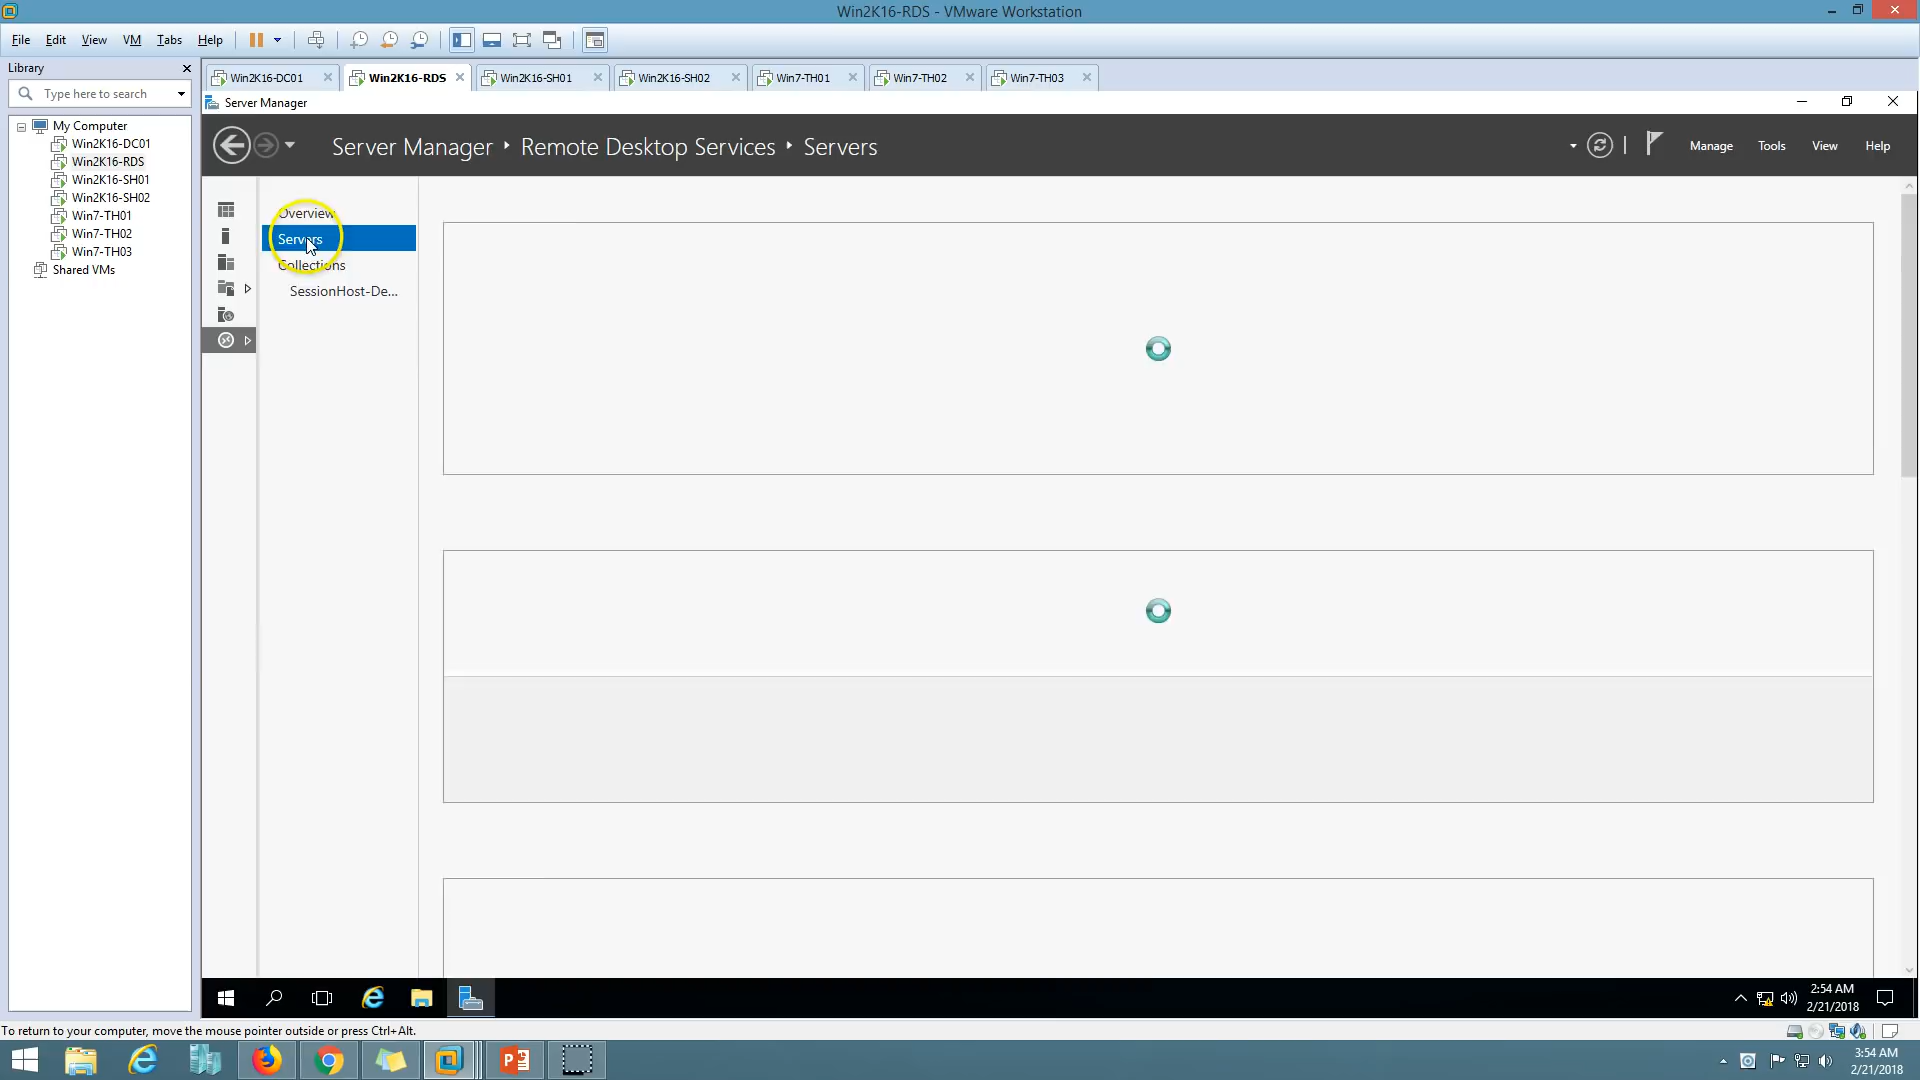 Win2K16-RDS - VMware Workstation
File Edit View VM Tabs Help
Library
Type here to search
My Computer
Win2K16-DC01
Win2K16-RDS
Win2K16-SH01
Win2K16-SH02
Win7-TH01
Win7-TH02
Win7-TH03
Shared VMs
Win2K16-DC01 Win2K16-RDS Win2K16-SH01 Win2K16-SH02 Win7-TH01 Win7-TH02 Win7-TH03
Server Manager
Server Manager Remote Desktop Services Servers
Manage Tools View Help
Overview
Servers
Collections
SessionHost-De...
2:54 AM
2/21/2018
To return to your computer, move the mouse pointer outside or press Ctrl+Alt.
3:54 AM
2/21/2018